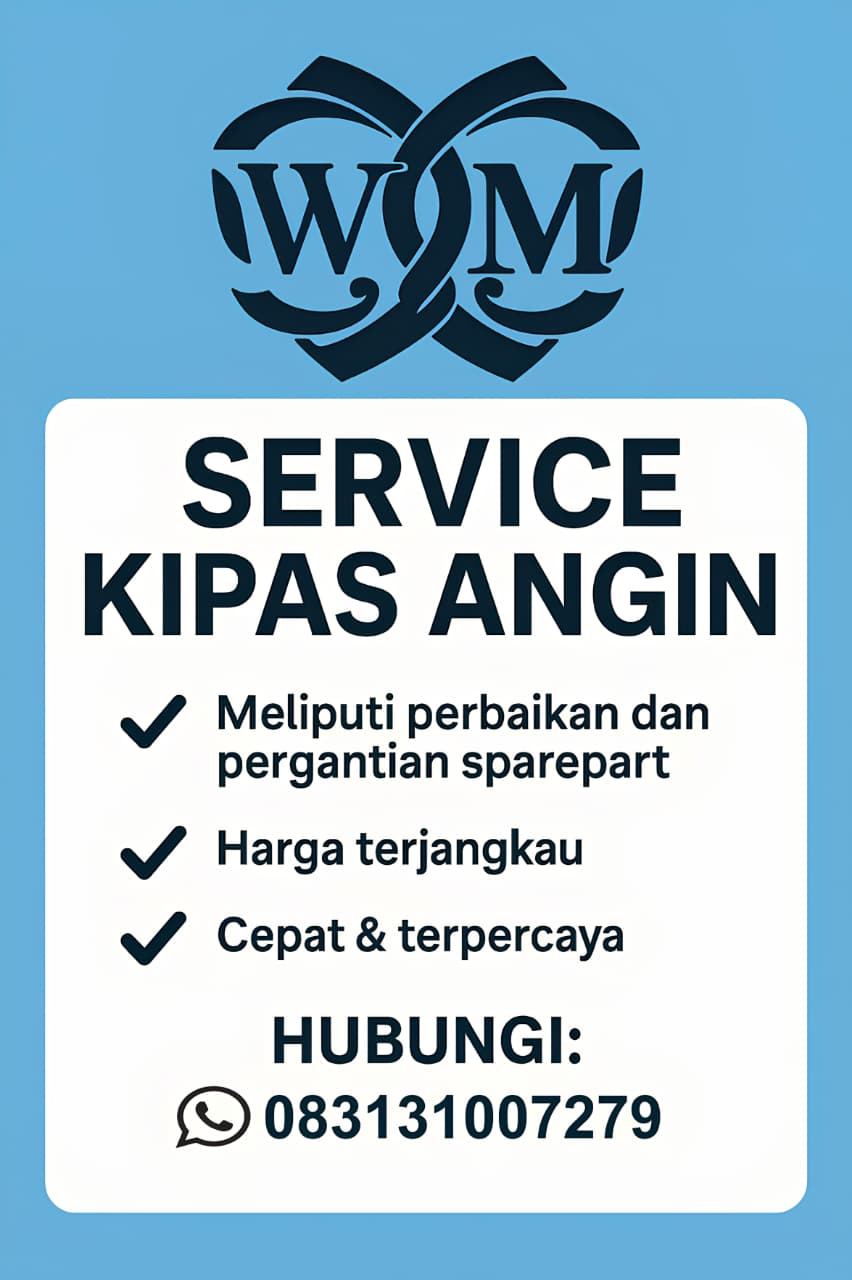 WM
SERVICE
KIPAS ANGIN
Meliputi perbaikan dan
pergantian sparepart
Harga terjangkau
Cepat & terpercaya
HUBUNGI:
083131007279